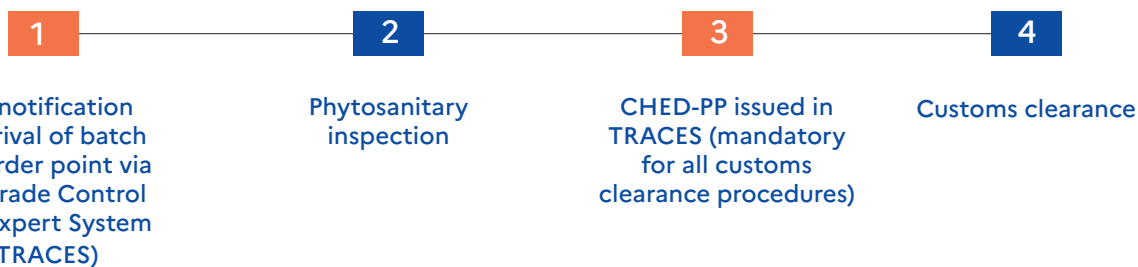 1
notification
rival of batch
rder point via
rade Control
xpert System
TRACES)
2
Phytosanitary
inspection
3
CHED-PP issued in
TRACES (mandatory
for all customs
clearance procedures)
4
Customs clearance